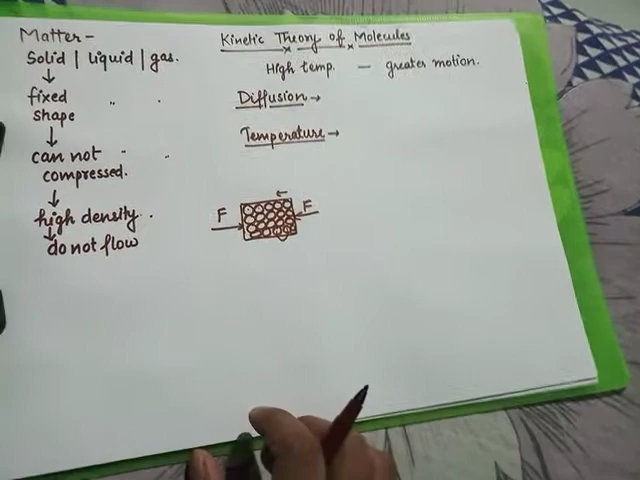 Matter-
Solid | liquid | gas.
fixed " .
shape
can not " "
compressed.
high density. .
do not flow
Kinetic Theory of Molecules
High temp. — greater motion.
Diffusion →
Temperature →
F F